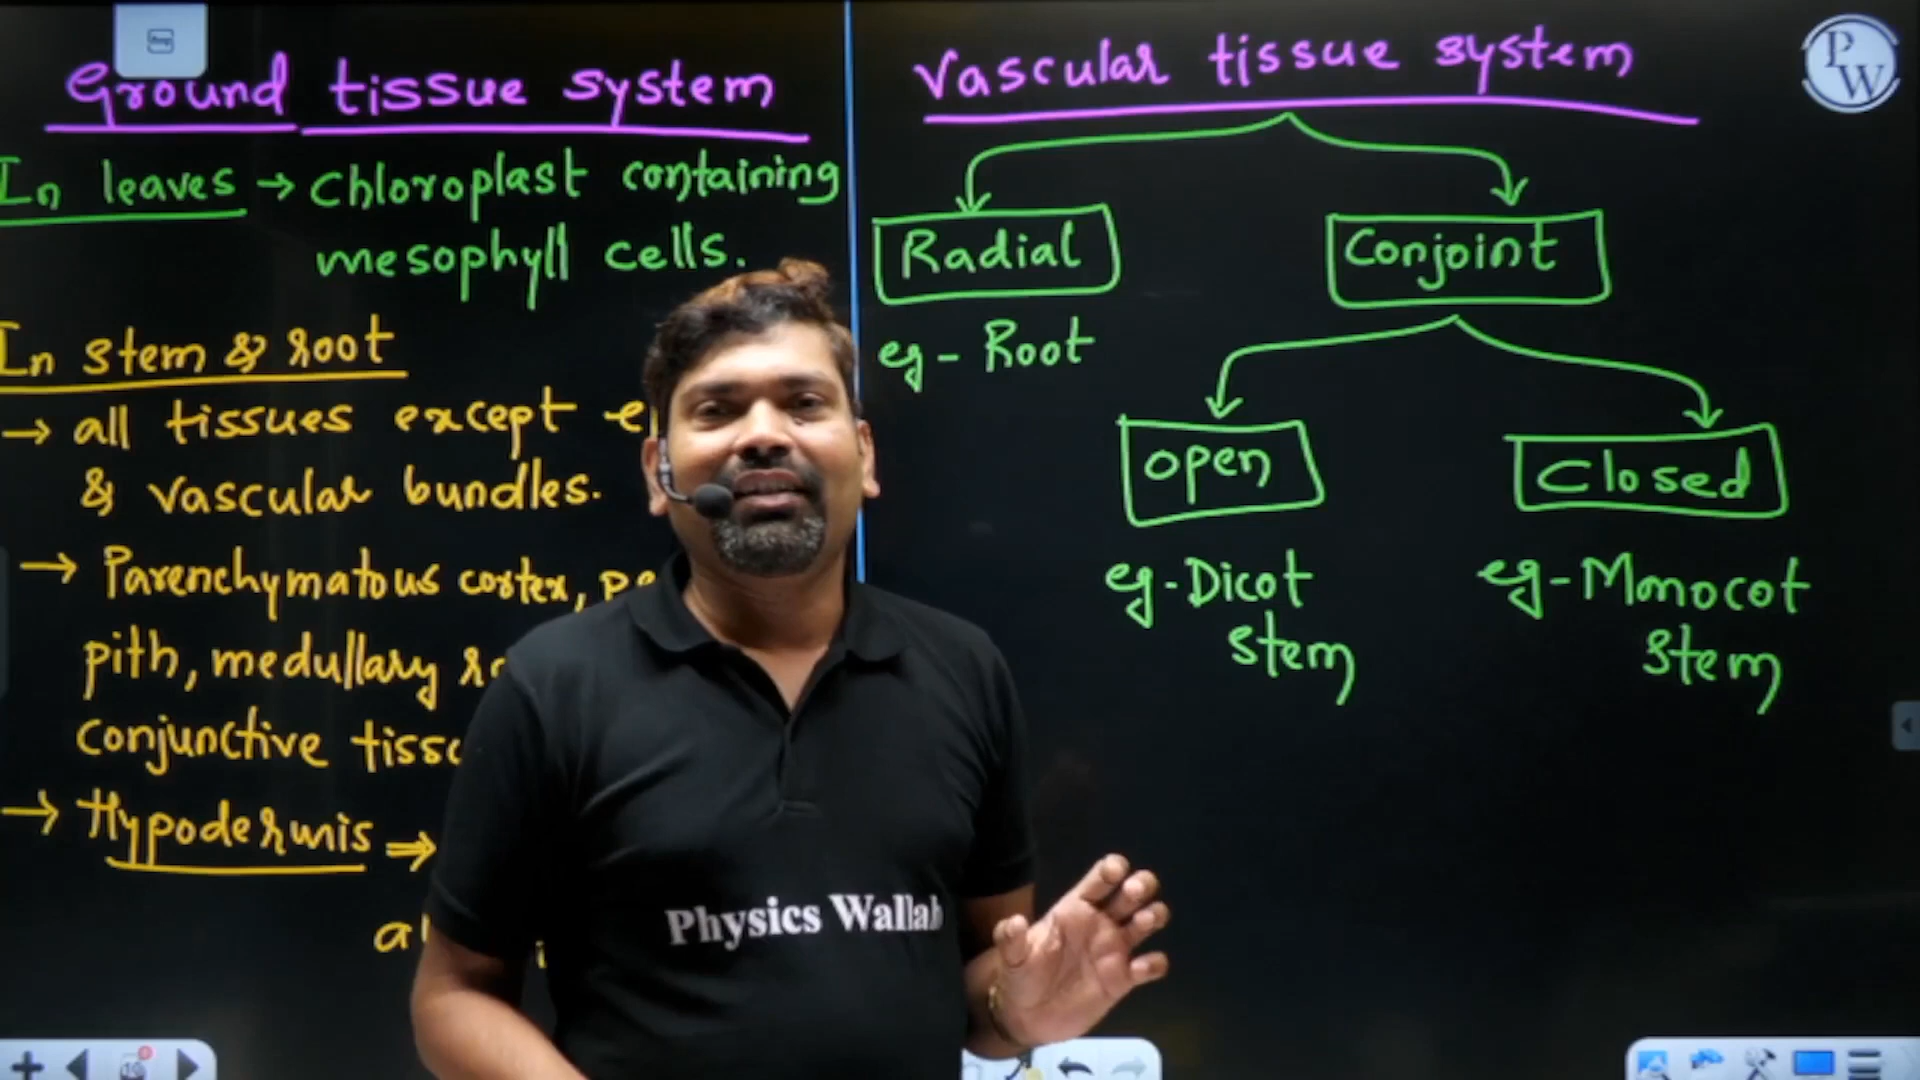 Ground tissue system
In leaves → Chloroplast containing
mesophyll cells.
In stem & root
→ all tissues except
& vascular bundles.
→ Parenchymatous cortex,
pith, medullary
conjunctive
→ Hypodermis ⇒
Vascular tissue system
Radial
Conjoint
eg - Root
open
Closed
eg - Dicot
stem
eg - Monocot
stem
PW
Physics Wallah
10